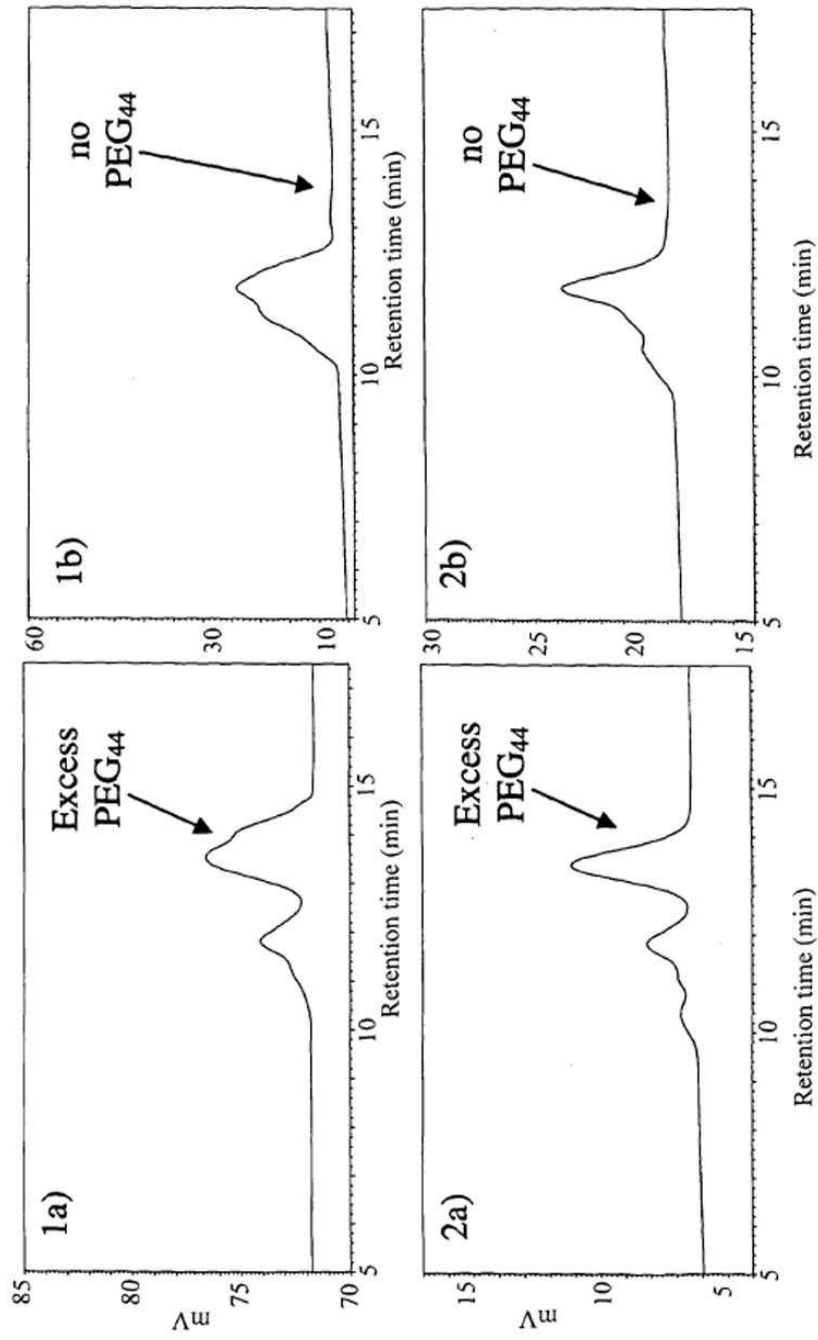 1a)
Excess
PEG44
85
80
75
70
mV
5
10
15
Retention time (min)
1b)
no
PEG44
60
30
10
5
10
15
Retention time (min)
2a)
Excess
PEG44
15
10
5
mV
5
10
15
Retention time (min)
2b)
no
PEG44
30
25
20
15
5
10
15
Retention time (min)